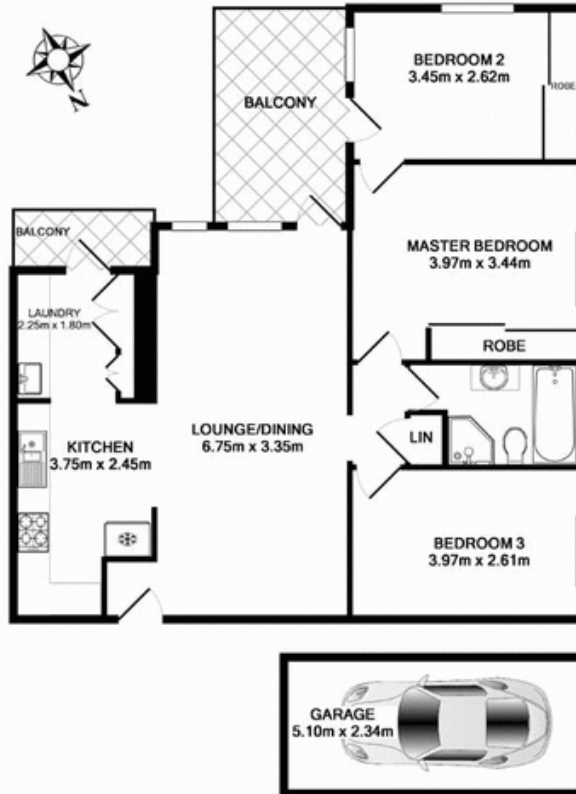 N
BEDROOM 2
3.45m x 2.62m
ROBE
BALCONY
BALCONY
MASTER BEDROOM
3.97m x 3.44m
ROBE
LAUNDRY
2.25m x 1.80m
LOUNGE/DINING
6.75m x 3.35m
KITCHEN
3.75m x 2.45m
LIN
BEDROOM 3
3.97m x 2.61m
GARAGE
5.10m x 2.34m